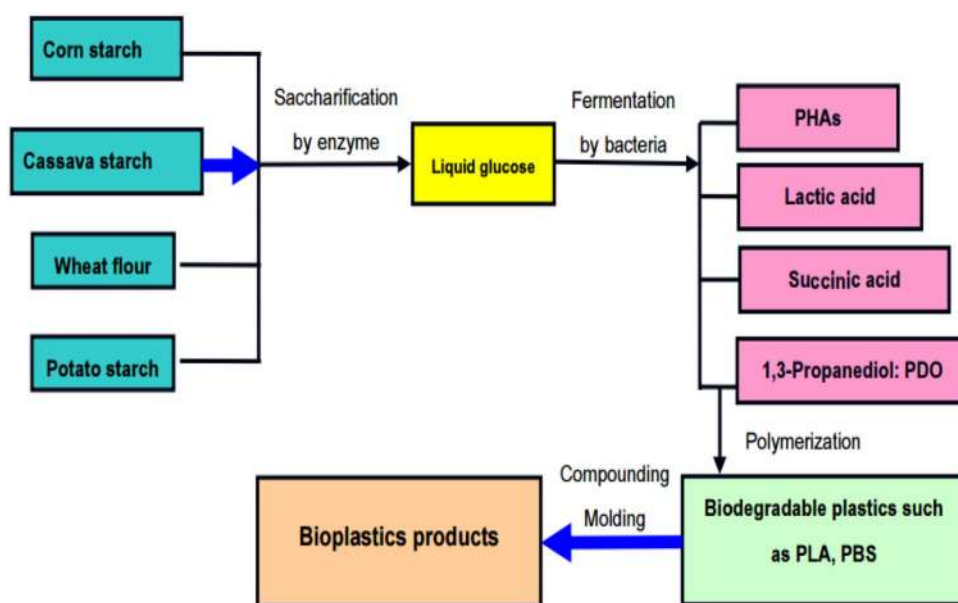 Corn starch
Cassava starch
Wheat flour
Potato starch
Saccharification
by enzyme
Liquid glucose
Fermentation
by bacteria
PHAs
Lactic acid
Succinic acid
1,3-Propanediol: PDO
Polymerization
Biodegradable plastics such
as PLA, PBS
Compounding
Molding
Bioplastics products